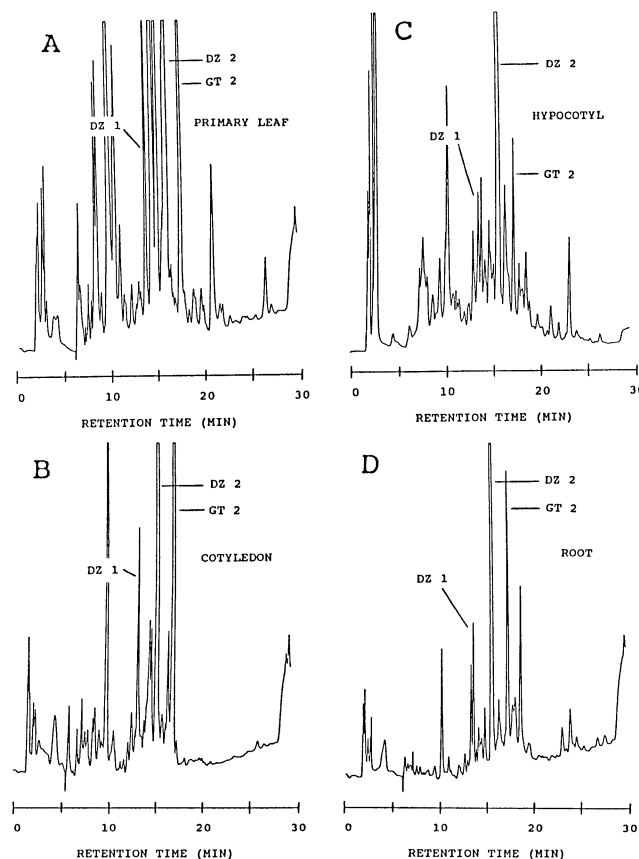 A
DZ 2
GT 2
DZ 1
PRIMARY LEAF
0 10 20 30
RETENTION TIME (MIN)
B
DZ 2
GT 2
DZ 1
COTYLEDON
0 10 20 30
RETENTION TIME (MIN)
C
DZ 2
HYPOCOTYL
DZ 1
GT 2
0 10 20 30
RETENTION TIME (MIN)
D
DZ 2
GT 2
ROOT
DZ 1
0 10 20 30
RETENTION TIME (MIN)